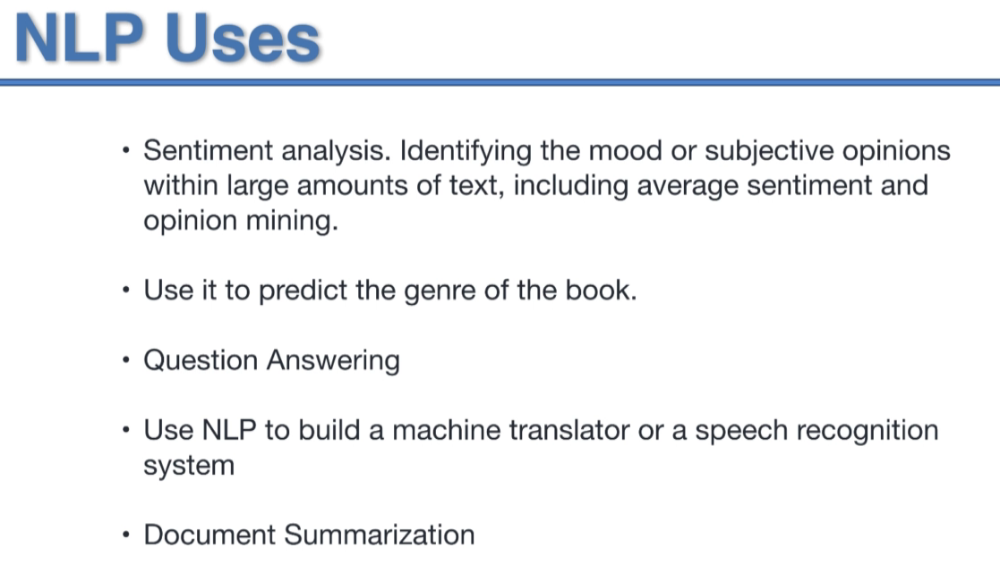 NLP Uses
• Sentiment analysis. Identifying the mood or subjective opinions
within large amounts of text, including average sentiment and
opinion mining.
• Use it to predict the genre of the book.
• Question Answering
• Use NLP to build a machine translator or a speech recognition
system
• Document Summarization